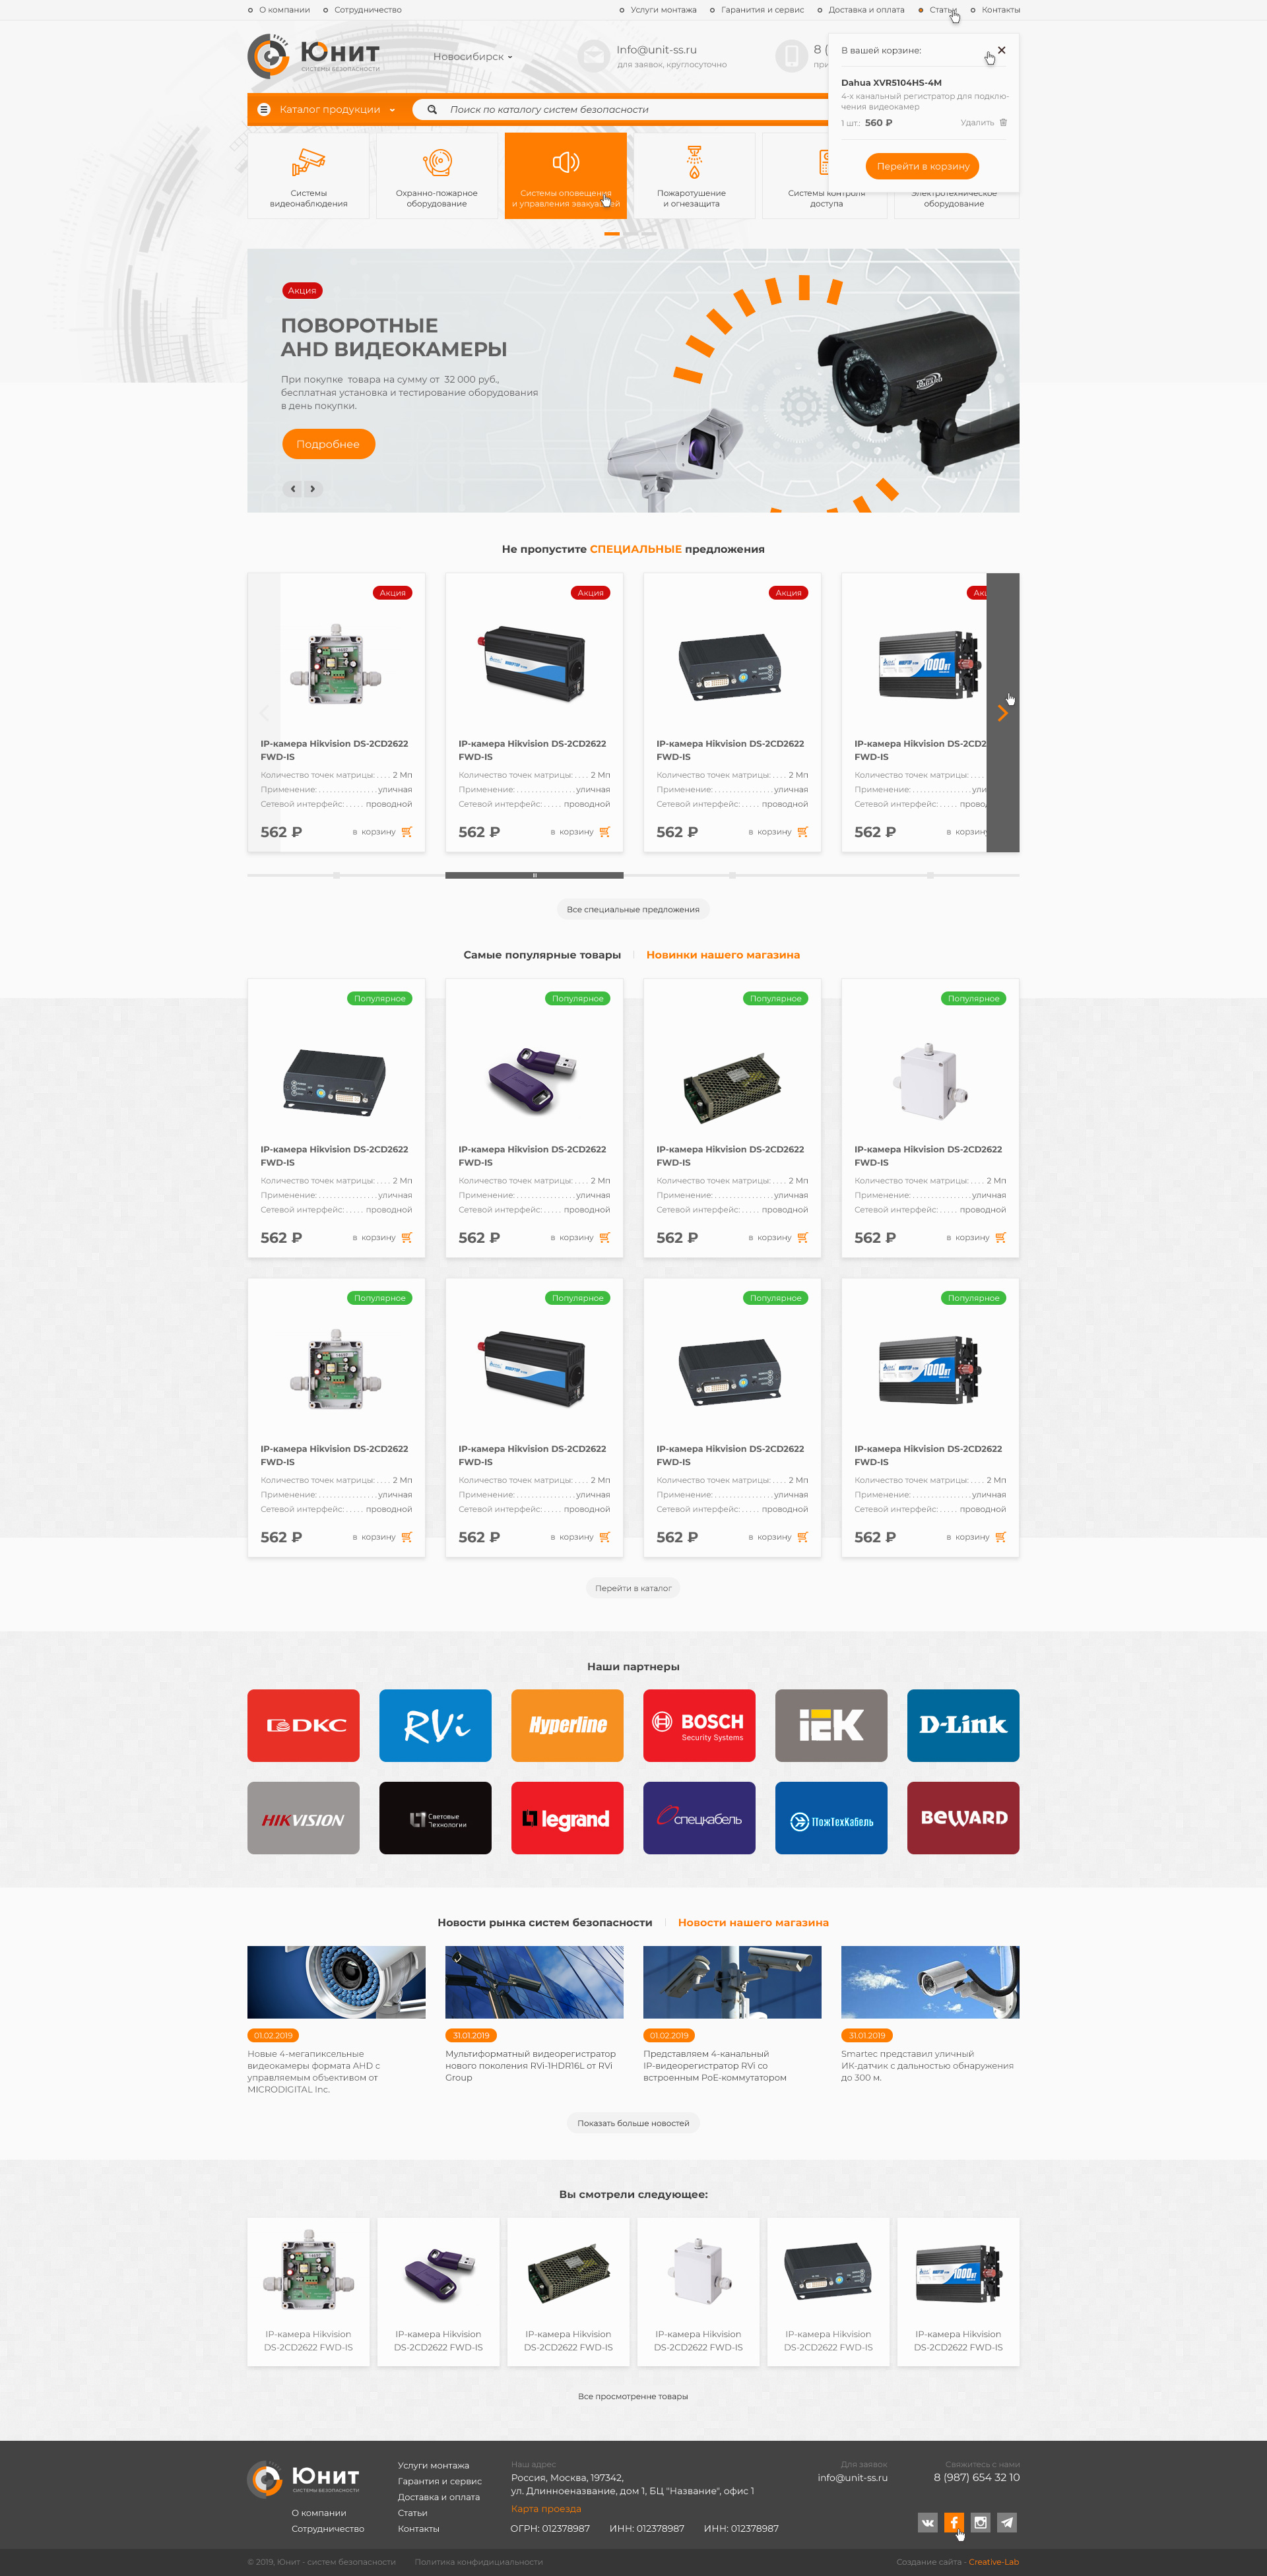 О компании
Сотрудничество
Услуги монтажа
Гарантия и сервис
Доставка и оплата
Статьи
Контакты
Юнит
СИСТЕМЫ БЕЗОПАСНОСТИ
Новосибирск
Info@unit-ss.ru
для заявок, круглосуточно
8 (
В вашей корзине:
Dahua XVR5104HS-4M
4-х канальный регистратор для подклю-
чения видеокамер
1 шт.: 560 ₽
Удалить
Перейти в корзину
Каталог продукции
Поиск по каталогу систем безопасности
Системы
видеонаблюдения
Охранно-пожарное
оборудование
Системы оповещения
и управления эвакуацией
Пожаротушение
и огнезащита
Системы контроля
доступа
Электротехническое
оборудование
Акция
ПОВОРОТНЫЕ
AHD ВИДЕОКАМЕРЫ
При покупке товара на сумму от 32 000 руб.,
бесплатная установка и тестирование оборудования
в день покупки.
Подробнее
Не пропустите СПЕЦИАЛЬНЫЕ предложения
Акция
IP-камера Hikvision DS-2CD2622
FWD-IS
Количество точек матрицы: .... 2 Мп
Применение: ................ уличная
Сетевой интерфейс: ..... проводной
562 ₽
в корзину
Акция
IP-камера Hikvision DS-2CD2622
FWD-IS
Количество точек матрицы: .... 2 Мп
Применение: ................ уличная
Сетевой интерфейс: ..... проводной
562 ₽
в корзину
Акция
IP-камера Hikvision DS-2CD2622
FWD-IS
Количество точек матрицы: .... 2 Мп
Применение: ................ уличная
Сетевой интерфейс: ..... проводной
562 ₽
в корзину
1000ВТ
IP-камера Hikvision DS-2CD2
FWD-IS
Количество точек матрицы: ....
Применение: ................ ули
Сетевой интерфейс: ..... прово
562 ₽
в корзин
Все специальные предложения
Самые популярные товары
Новинки нашего магазина
Популярное
IP-камера Hikvision DS-2CD2622
FWD-IS
Количество точек матрицы: .... 2 Мп
Применение: ................ уличная
Сетевой интерфейс: ..... проводной
562 ₽
в корзину
Популярное
IP-камера Hikvision DS-2CD2622
FWD-IS
Количество точек матрицы: .... 2 Мп
Применение: ................ уличная
Сетевой интерфейс: ..... проводной
562 ₽
в корзину
Популярное
IP-камера Hikvision DS-2CD2622
FWD-IS
Количество точек матрицы: .... 2 Мп
Применение: ................ уличная
Сетевой интерфейс: ..... проводной
562 ₽
в корзину
Популярное
IP-камера Hikvision DS-2CD2622
FWD-IS
Количество точек матрицы: .... 2 Мп
Применение: ................ уличная
Сетевой интерфейс: ..... проводной
562 ₽
в корзину
Популярное
IP-камера Hikvision DS-2CD2622
FWD-IS
Количество точек матрицы: .... 2 Мп
Применение: ................ уличная
Сетевой интерфейс: ..... проводной
562 ₽
в корзину
Популярное
IP-камера Hikvision DS-2CD2622
FWD-IS
Количество точек матрицы: .... 2 Мп
Применение: ................ уличная
Сетевой интерфейс: ..... проводной
562 ₽
в корзину
Популярное
IP-камера Hikvision DS-2CD2622
FWD-IS
Количество точек матрицы: .... 2 Мп
Применение: ................ уличная
Сетевой интерфейс: ..... проводной
562 ₽
в корзину
Популярное
1000ВТ
IP-камера Hikvision DS-2CD2622
FWD-IS
Количество точек матрицы: .... 2 Мп
Применение: ................ уличная
Сетевой интерфейс: ..... проводной
562 ₽
в корзину
Перейти в каталог
Наши партнеры
DKC
RVi
Hyperline
BOSCH
Security Systems
iEK
D-Link
HIKVISION
Световые
Технологии
legrand
спецкабель
ПожТехКабель
BEWARD
Новости рынка систем безопасности
Новости нашего магазина
01.02.2019
Новые 4-мегапиксельные
видеокамеры формата AHD с
управляемым объективом от
MICRODIGITAL Inc.
31.01.2019
Мультиформатный видеорегистратор
нового поколения RVi-1HDR16L от RVi
Group
01.02.2019
Представляем 4-канальный
IP-видеорегистратор RVi со
встроенным PoE-коммутатором
31.01.2019
Smartec представил уличный
ИК-датчик с дальностью обнаружения
до 300 м.
Показать больше новостей
Вы смотрели следующее:
IP-камера Hikvision
DS-2CD2622 FWD-IS
IP-камера Hikvision
DS-2CD2622 FWD-IS
IP-камера Hikvision
DS-2CD2622 FWD-IS
IP-камера Hikvision
DS-2CD2622 FWD-IS
IP-камера Hikvision
DS-2CD2622 FWD-IS
1000ВТ
IP-камера Hikvision
DS-2CD2622 FWD-IS
Все просмотренне товары
Юнит
СИСТЕМЫ БЕЗОПАСНОСТИ
О компании
Сотрудничество
Услуги монтажа
Гарантия и сервис
Доставка и оплата
Статьи
Контакты
Наш адрес
Россия, Москва, 197342,
ул. Длинноеназвание, дом 1, БЦ "Название", офис 1
Карта проезда
ОГРН: 012378987
ИНН: 012378987
ИНН: 012378987
Для заявок
info@unit-ss.ru
Свяжитесь с нами
8 (987) 654 32 10
© 2019, Юнит - систем безопасности
Политика конфидициальности
Создание сайта - Creative-Lab